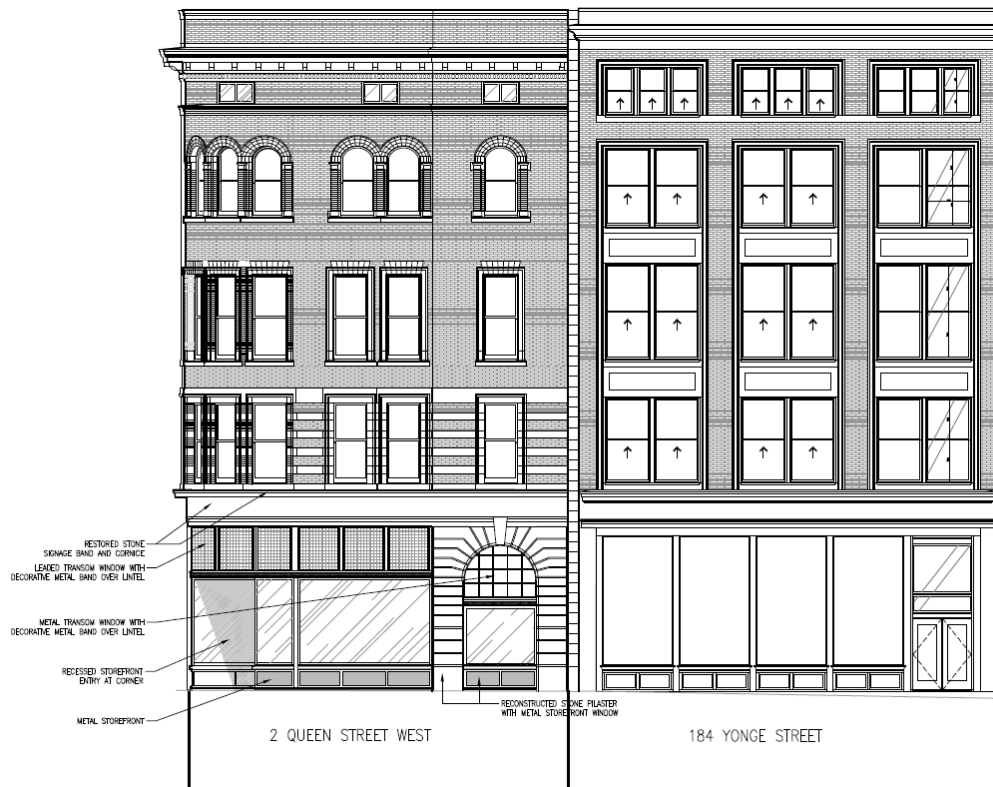 RESTORED STONE
SIGNAGE BAND AND CORNICE
LEADED TRANSOM WINDOW WITH
DECORATIVE METAL BAND OVER LINTEL
METAL TRANSOM WINDOW WITH
DECORATIVE METAL BAND OVER LINTEL
RECESSED STOREFRONT
ENTRY AT CORNER
METAL STOREFRONT
RECONSTRUCTED STONE PILASTER
WITH METAL STOREFRONT WINDOW
2 QUEEN STREET WEST
184 YONGE STREET